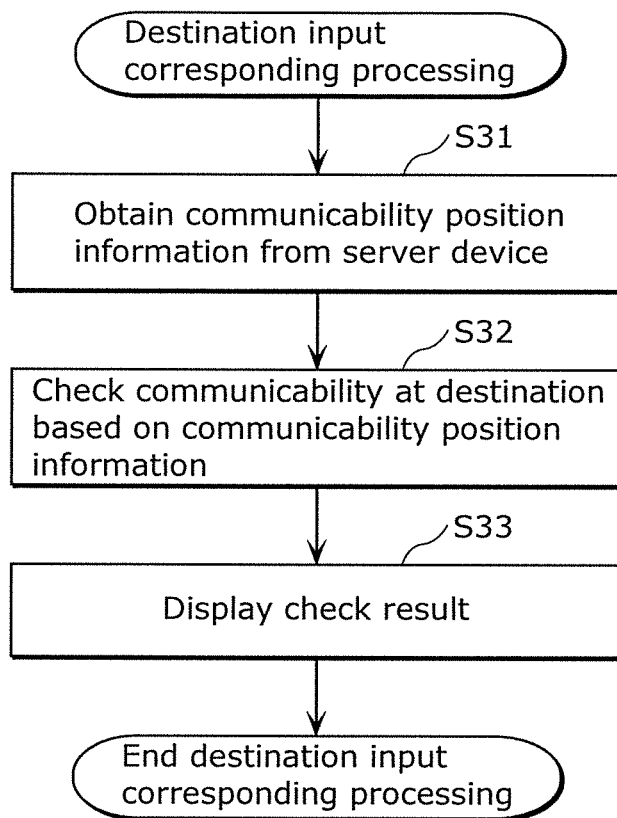 Destination input
corresponding processing
S31
Obtain communicability position
information from server device
S32
Check communicability at destination
based on communicability position
information
S33
Display check result
End destination input
corresponding processing